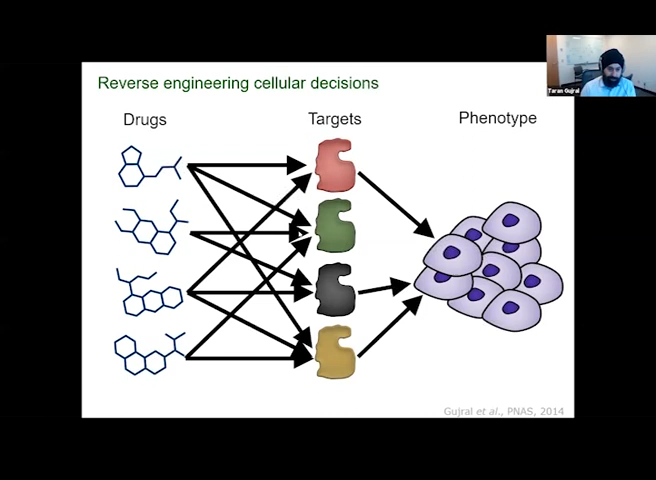 Reverse engineering cellular decisions
Drugs
Targets
Phenotype
Taran Gujral
Gujral et al., PNAS, 2014